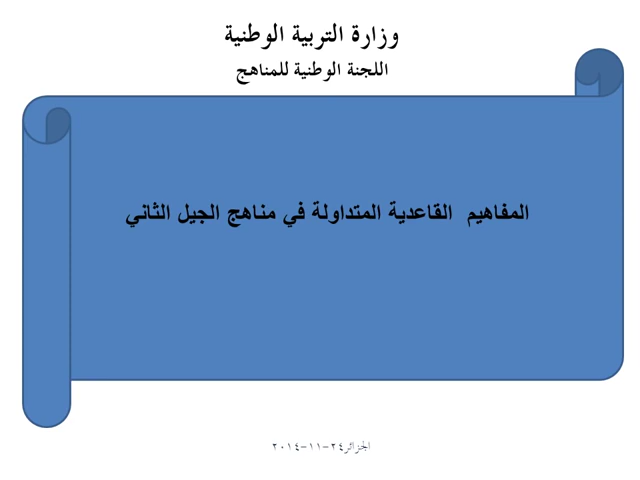 وزارة التربية الوطنية
اللجنة الوطنية للمناهج
المفاهيم القاعدية المتداولة في مناهج الجيل الثاني
الجزائر٢٤-١١-٢٠١٤